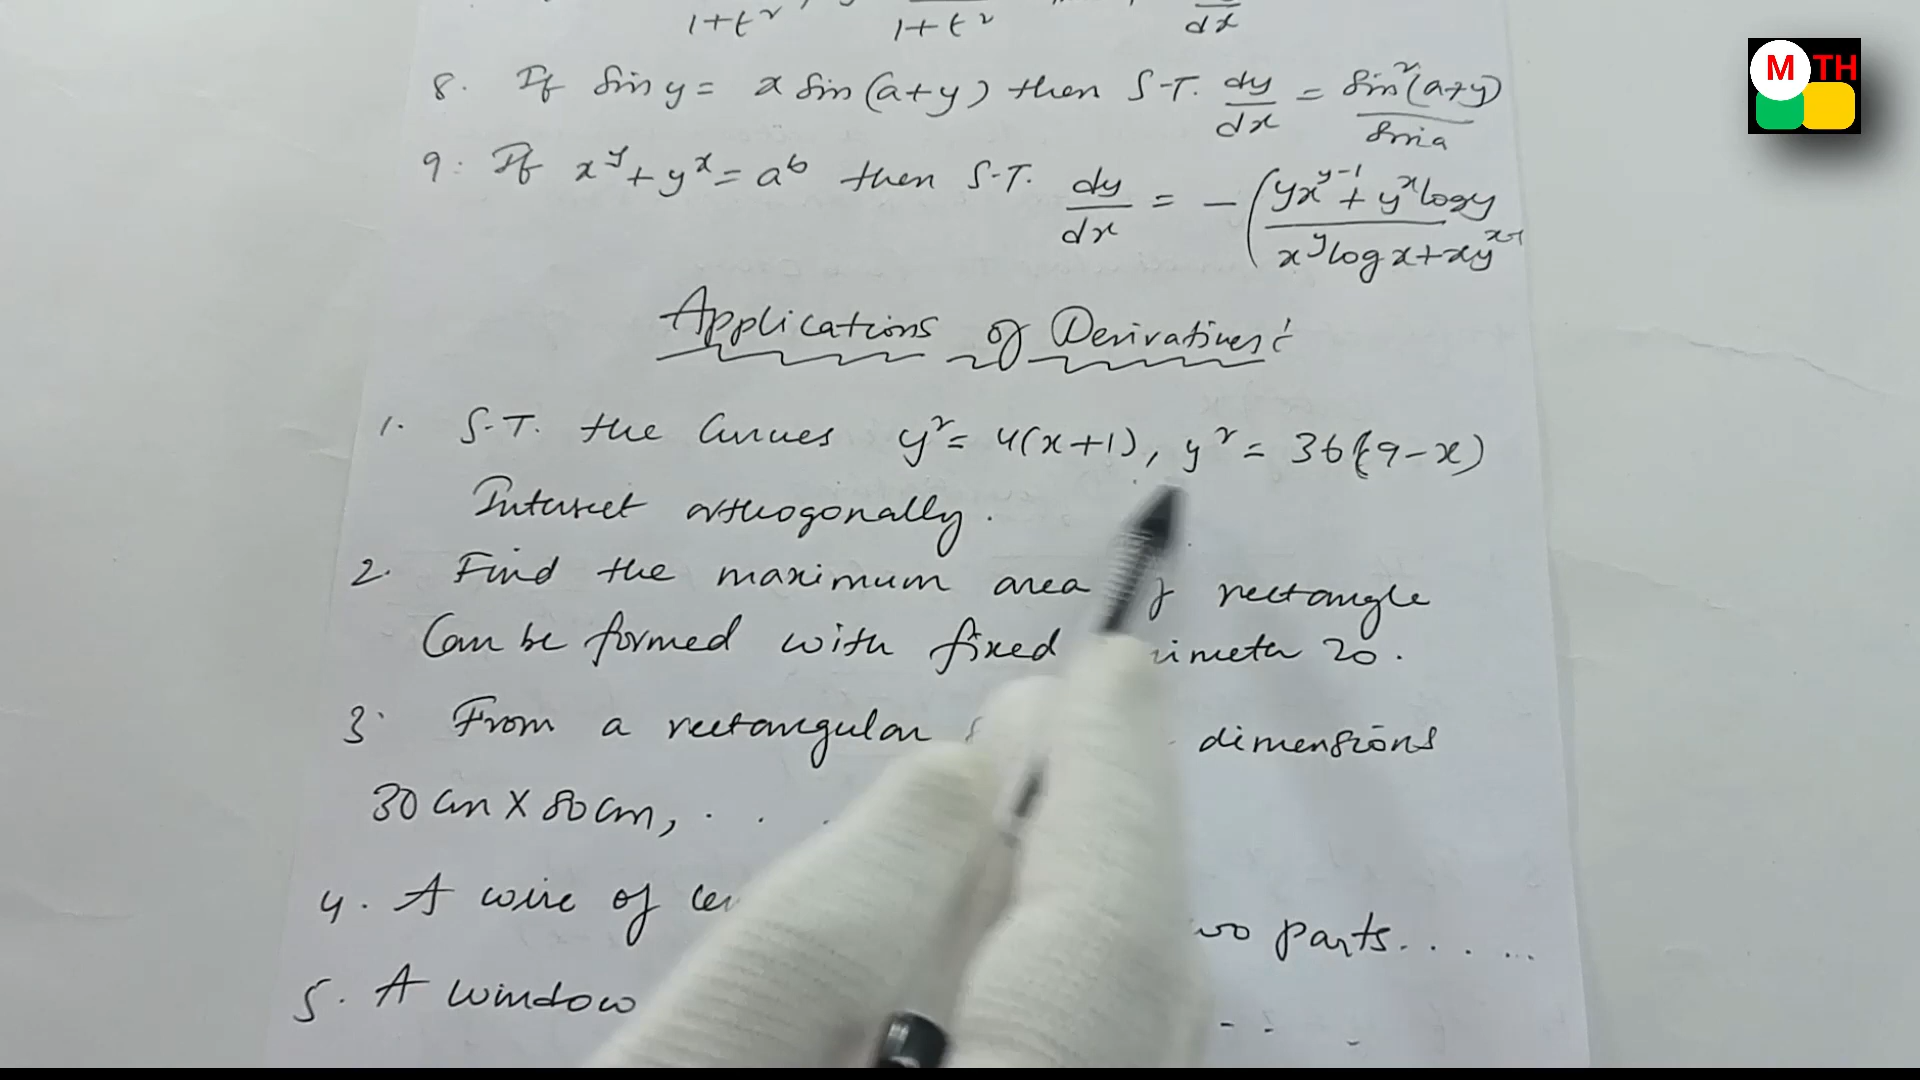 1+t² 1+t² dx
8. If Sin y = x Sin(a+y) then S.T. dy/dx = Sin²(a+y)/Sina
9. If x^y + y^x = a^b then S.T. dy/dx = -(yx^(y-1) + y^x logy / x^y log x + xy^(x-1)
Applications of Derivatives:
1. S.T. the Curves y² = 4(x+1), y² = 36(9-x)
Intersect orthogonally.
2. Find the maximum area rectangle
Can be formed with fixed 20.
3. From a rectangular dimensions
30 cm X 80 cm, . . .
4. A wire of parts......
5. A window - -
M TH